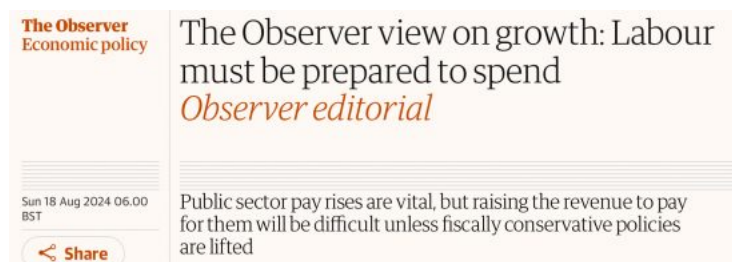 The Observer
Economic policy
The Observer view on growth: Labour
must be prepared to spend
Observer editorial
Sun 18 Aug 2024 06.00
BST
Share
Public sector pay rises are vital, but raising the revenue to pay
for them will be difficult unless fiscally conservative policies
are lifted